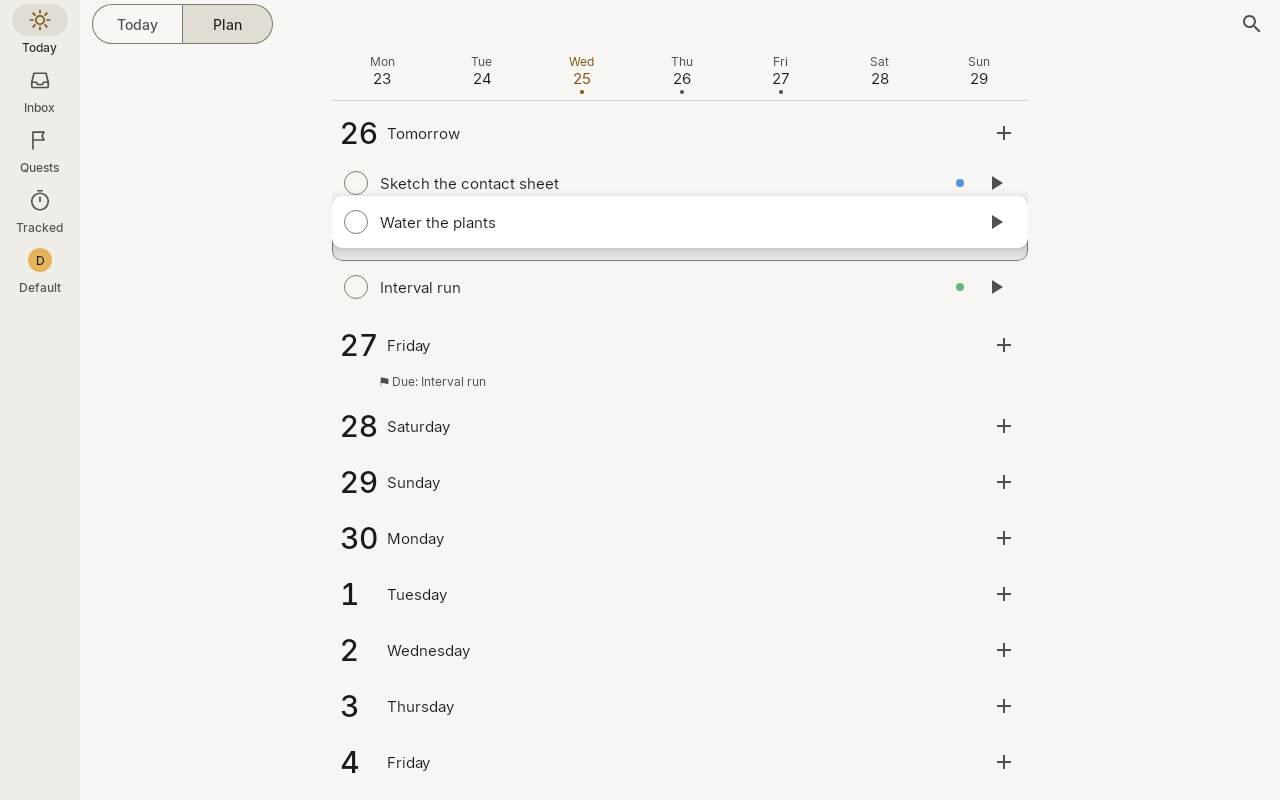 Today
Inbox
Quests
Tracked
D
Default
Today Plan
Mon Tue Wed Thu Fri Sat Sun
23 24 25 26 27 28 29
26 Tomorrow
Sketch the contact sheet
Water the plants
Interval run
27 Friday
Due: Interval run
28 Saturday
29 Sunday
30 Monday
1 Tuesday
2 Wednesday
3 Thursday
4 Friday